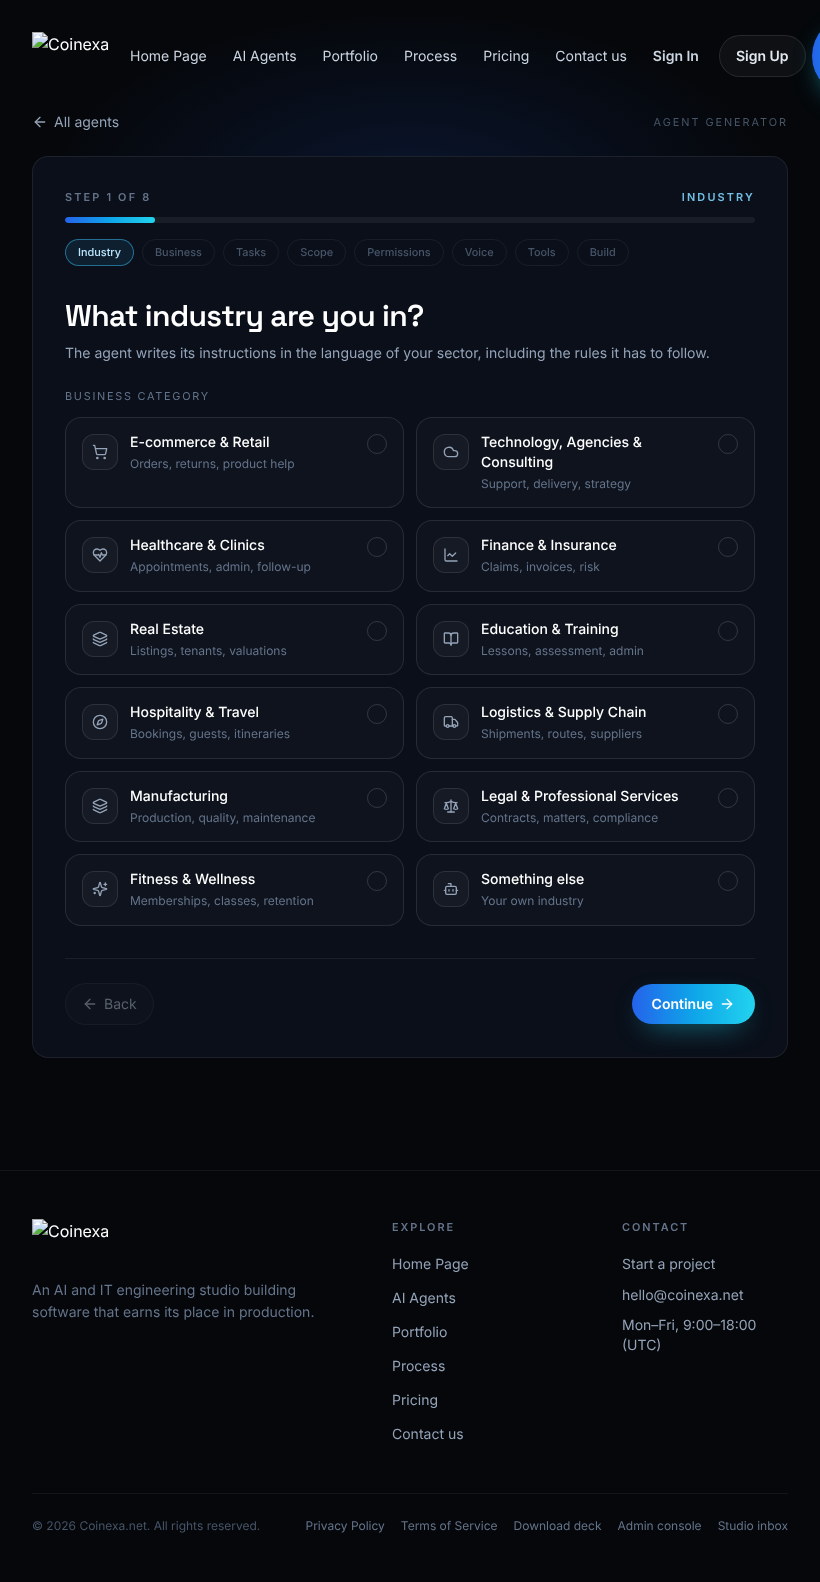 Coinexa
Home Page
AI Agents
Portfolio
Process
Pricing
Contact us
Sign In
Sign Up
All agents
AGENT GENERATOR
STEP 1 OF 8
INDUSTRY
Industry
Business
Tasks
Scope
Permissions
Voice
Tools
Build
What industry are you in?
The agent writes its instructions in the language of your sector, including the rules it has to follow.
BUSINESS CATEGORY
E-commerce & Retail
Orders, returns, product help
Technology, Agencies &
Consulting
Support, delivery, strategy
Healthcare & Clinics
Appointments, admin, follow-up
Finance & Insurance
Claims, invoices, risk
Real Estate
Listings, tenants, valuations
Education & Training
Lessons, assessment, admin
Hospitality & Travel
Bookings, guests, itineraries
Logistics & Supply Chain
Shipments, routes, suppliers
Manufacturing
Production, quality, maintenance
Legal & Professional Services
Contracts, matters, compliance
Fitness & Wellness
Memberships, classes, retention
Something else
Your own industry
Back
Continue
Coinexa
An AI and IT engineering studio building
software that earns its place in production.
EXPLORE
Home Page
AI Agents
Portfolio
Process
Pricing
Contact us
CONTACT
Start a project
hello@coinexa.net
Mon–Fri, 9:00–18:00
(UTC)
© 2026 Coinexa.net. All rights reserved.
Privacy Policy
Terms of Service
Download deck
Admin console
Studio inbox